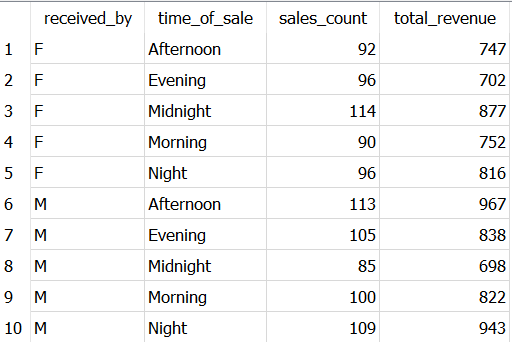 received_by time_of_sale sales_count total_revenue
1 F Afternoon 92 747
2 F Evening 96 702
3 F Midnight 114 877
4 F Morning 90 752
5 F Night 96 816
6 M Afternoon 113 967
7 M Evening 105 838
8 M Midnight 85 698
9 M Morning 100 822
10 M Night 109 943